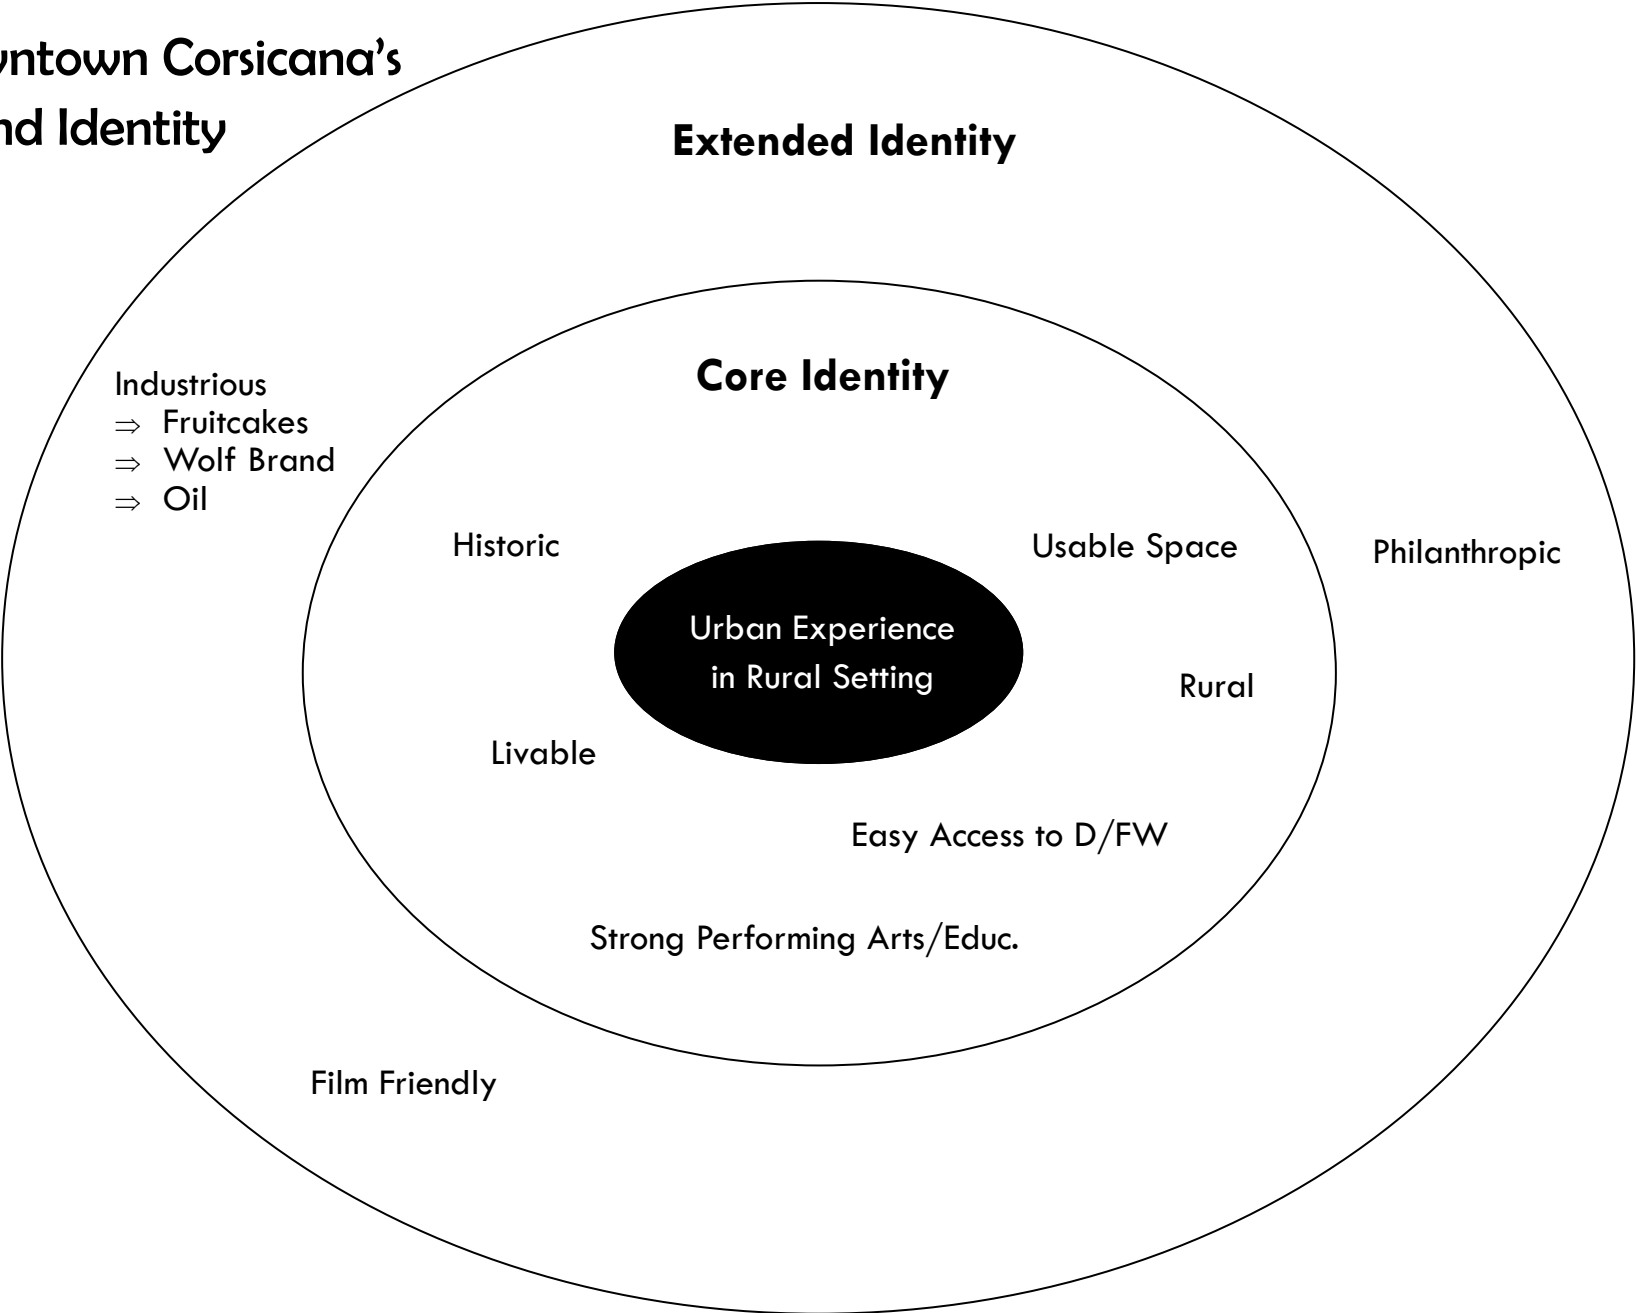 wntown Corsicana's
nd Identity
Extended Identity
Core Identity
Industrious
⇒ Fruitcakes
⇒ Wolf Brand
⇒ Oil
Historic
Usable Space
Philanthropic
Urban Experience
in Rural Setting
Rural
Livable
Easy Access to D/FW
Strong Performing Arts/Educ.
Film Friendly